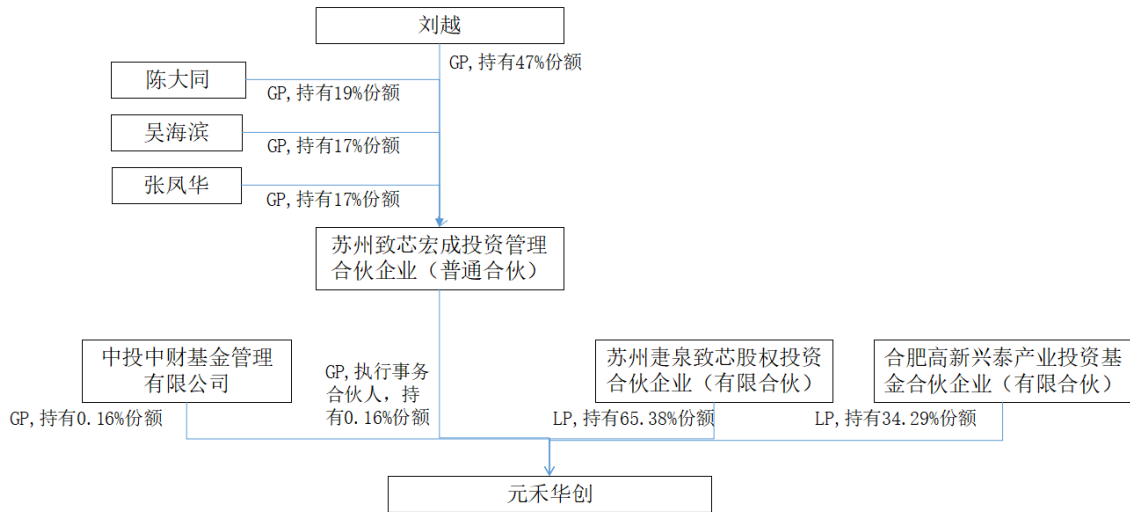 刘越
GP,持有47%份额
陈大同
GP,持有19%份额
吴海滨
GP,持有17%份额
张凤华
GP,持有17%份额
苏州致芯宏成投资管理
合伙企业（普通合伙）
中投中财基金管理
有限公司
GP,持有0.16%份额
GP,执行事务
合伙人，持
有0.16%份额
苏州疌泉致芯股权投资
合伙企业（有限合伙）
LP,持有65.38%份额
合肥高新兴泰产业投资基
金合伙企业（有限合伙）
LP,持有34.29%份额
元禾华创